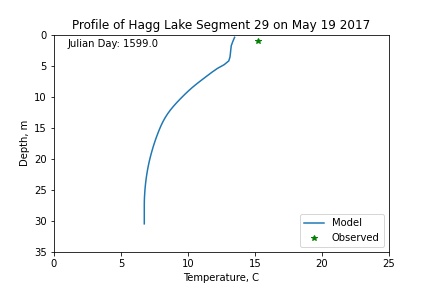 Profile of Hagg Lake Segment 29 on May 19 2017
Julian Day: 1599.0
0
5
10
15
20
25
30
35
Depth, m
0 5 10 15 20 25
Temperature, C
Model
Observed